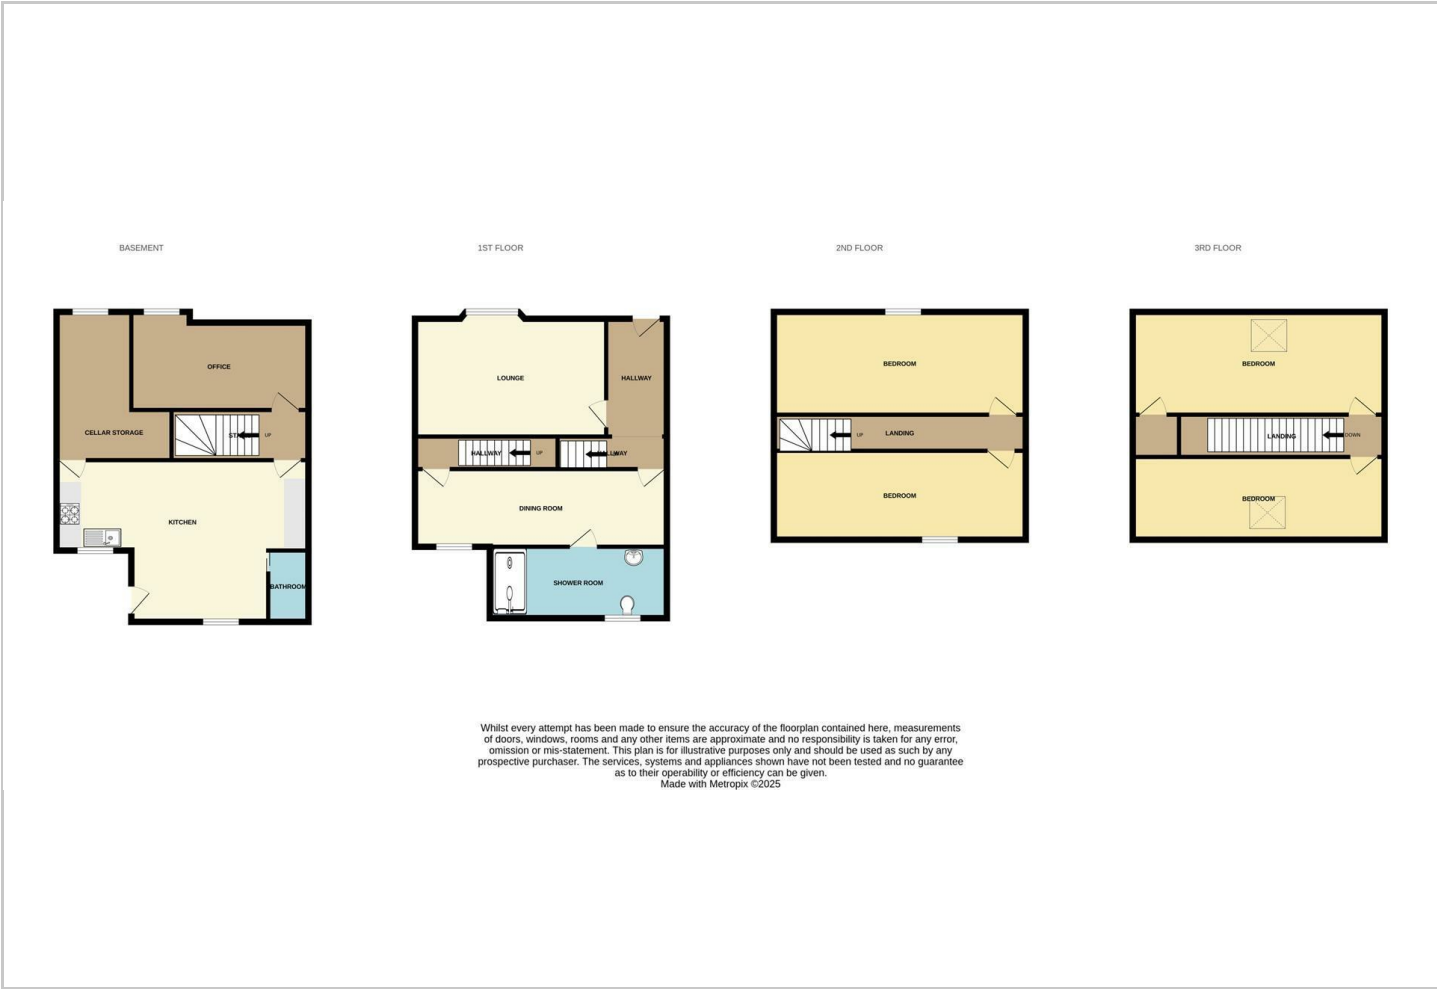 BASEMENT
1ST FLOOR
2ND FLOOR
3RD FLOOR
OFFICE
CELLAR STORAGE
UP
KITCHEN
BATHROOM
LOUNGE
HALLWAY
HALLWAY
UP
HALLWAY
DINING ROOM
SHOWER ROOM
BEDROOM
UP
LANDING
BEDROOM
BEDROOM
LANDING
DOWN
BEDROOM
Whilst every attempt has been made to ensure the accuracy of the floorplan contained here, measurements
of doors, windows, rooms and any other items are approximate and no responsibility is taken for any error,
omission or mis-statement. This plan is for illustrative purposes only and should be used as such by any
prospective purchaser. The services, systems and appliances shown have not been tested and no guarantee
as to their operability or efficiency can be given.
Made with Metropix ©2025